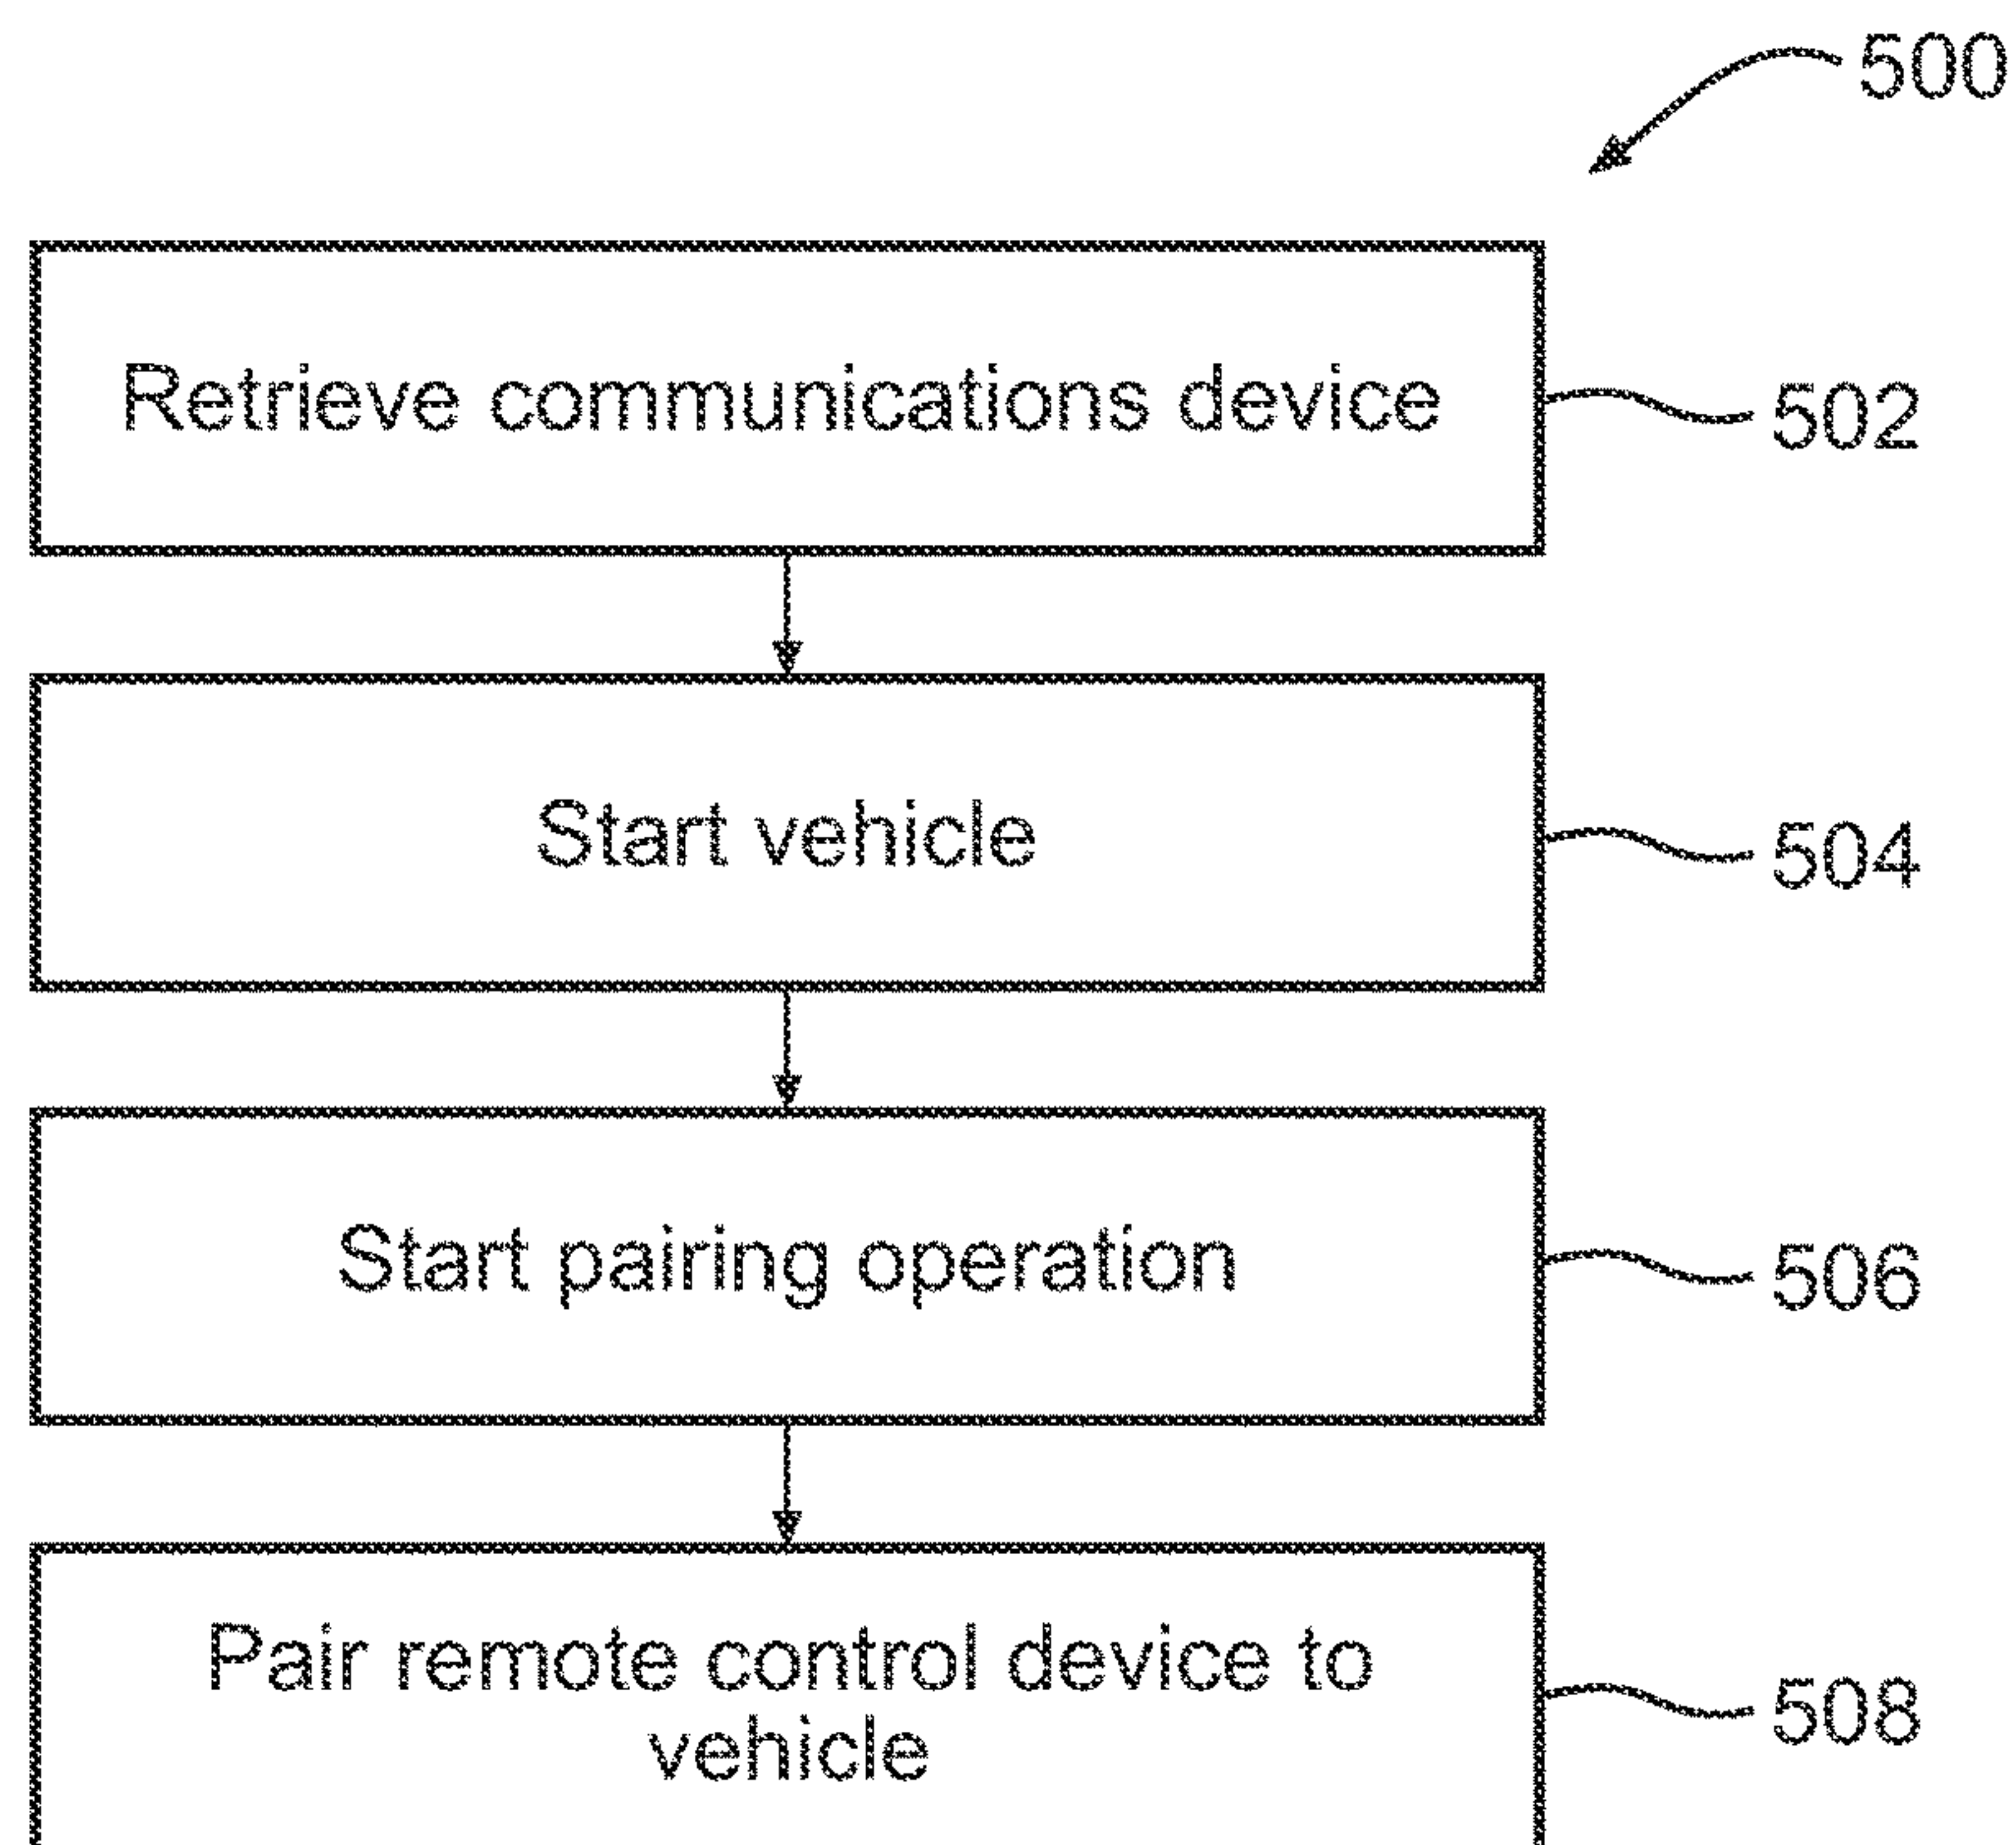 500
Retrieve communications device
502
Start vehicle
504
Start pairing operation
506
Pair remote control device to
vehicle
508